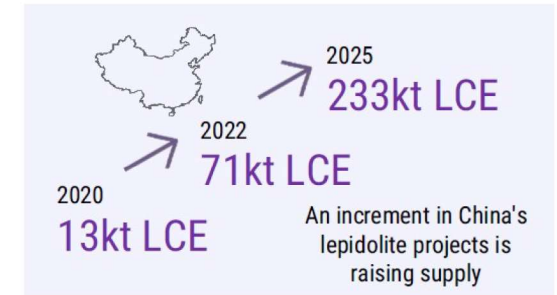 2025
233kt LCE
2022
71kt LCE
2020
13kt LCE
An increment in China's
lepidolite projects is
raising supply